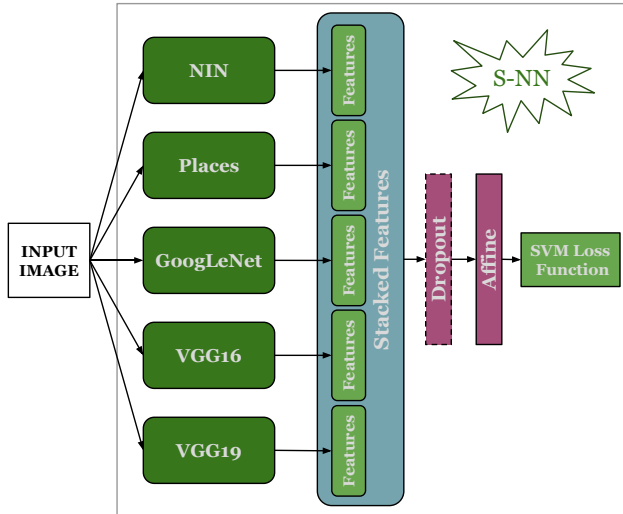 NIN
Features
S-NN
Places
Features
INPUT
IMAGE
GoogLeNet
Features
Stacked Features
Dropout
Affine
SVM Loss
Function
VGG16
Features
VGG19
Features